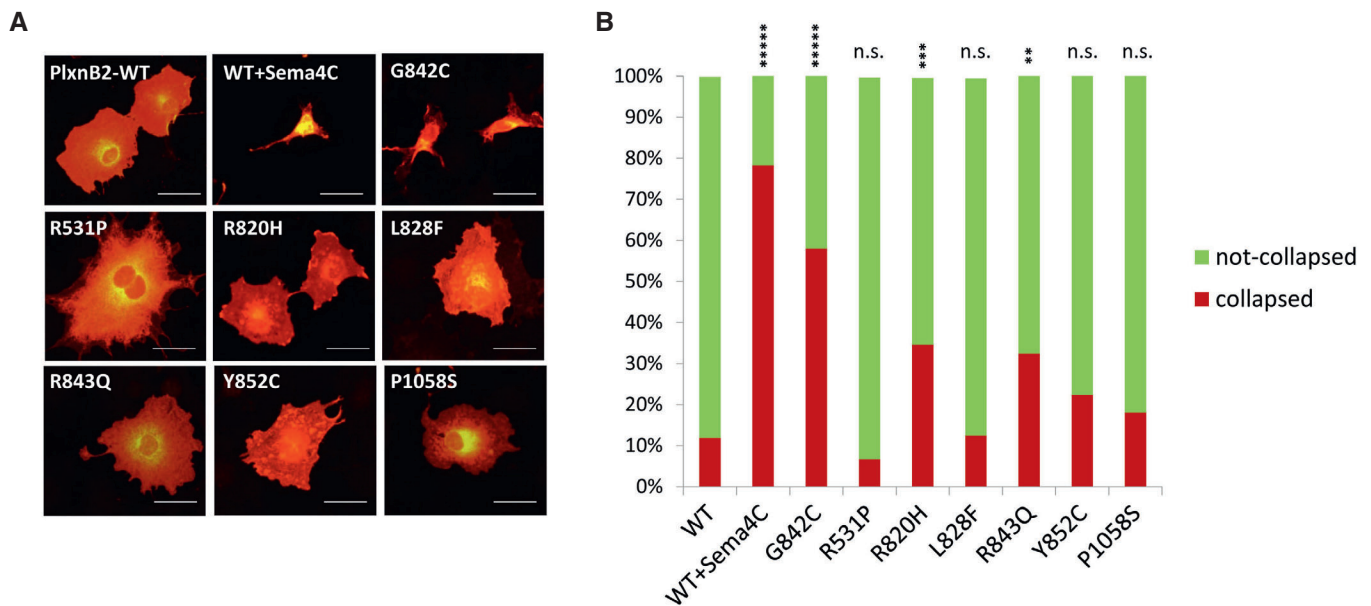 A
PlxnB2-WT
WT+Sema4C
G842C
R531P
R820H
L828F
R843Q
Y852C
P1058S
B
*****
*****
n.s.
***
n.s.
**
n.s.
n.s.
100%
90%
80%
70%
60%
50%
40%
30%
20%
10%
0%
WT
WT+Sema4C
G842C
R531P
R820H
L828F
R843Q
Y852C
P1058S
not-collapsed
collapsed